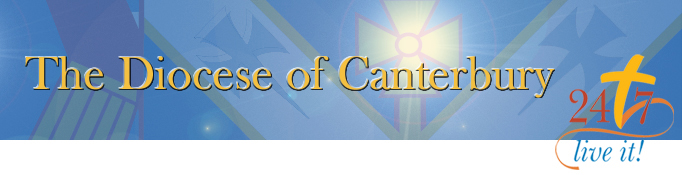 The Diocese of Canterbury
24 7
live it!